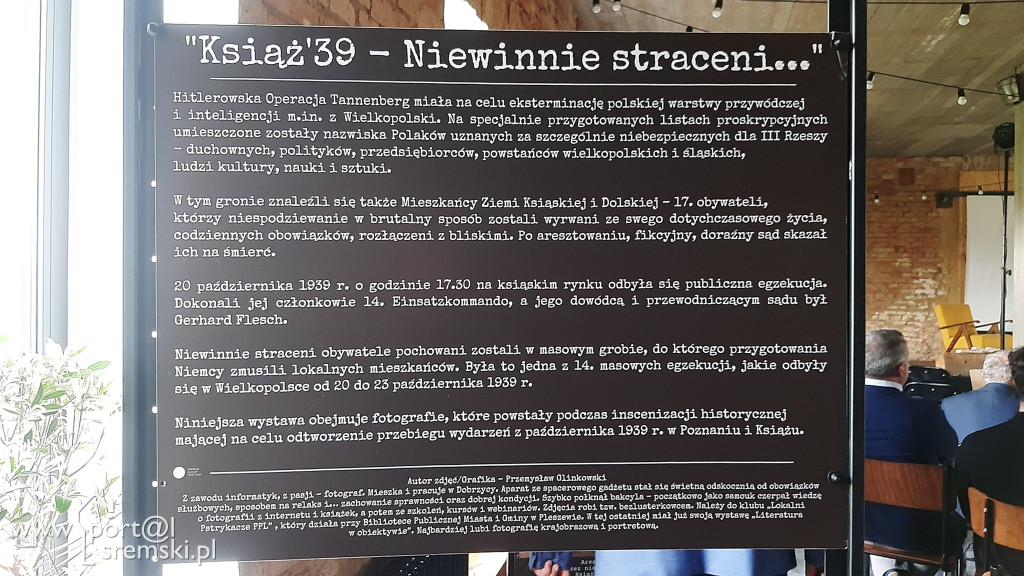 "Książ'39 – Niewinnie straceni..."
Hitlerowska Operacja Tannenberg miała na celu eksterminację polskiej warstwy przywódczej
i inteligencji m.in. z Wielkopolski. Na specjalnie przygotowanych listach proskrypcyjnych
umieszczone zostały nazwiska Polaków uznanych za szczególnie niebezpiecznych dla III Rzeszy
– duchownych, polityków, przedsiębiorców, powstańców wielkopolskich i śląskich,
ludzi kultury, nauki i sztuki.
W tym gronie znaleźli się także Mieszkańcy Ziemi Książkiej i Dolskiej – 17. obywateli,
którzy niespodziewanie w brutalny sposób zostali wyrwani ze swego dotychczasowego życia,
codziennych obowiązków, rozłączeni z bliskimi. Po aresztowaniu, fikcyjny, doraźny sąd skazał
ich na śmierć.
20 października 1939 r. o godzinie 17.30 na ksiąskim rynku odbyła się publiczna egzekucja.
Dokonali jej członkowie 14. Einsatzkommando, a jego dowódcą i przewodniczącym sądu był
Gerhard Flesch.
Niewinnie straceni obywatele pochowani zostali w masowym grobie, do którego przygotowania
Niemcy zmusili lokalnych mieszkańców. Była to jedna z 14. masowych egzekucji, jakie odbyły
się w Wielkopolsce od 20 do 23 października 1939 r.
Niniejsza wystawa obejmuje fotografie, które powstały podczas inscenizacji historycznej
mającej na celu odtworzenie przebiegu wydarzeń z października 1939 r. w Poznaniu i Książu.
Autor zdjęć/Grafika – Przemysław Glinkowski
Z zawodu informatyk, z pasji – fotograf. Mieszka i pracuje w Dobrzycy. Aparat ze spacerowego gadżetu stał się świetną odskocznią od obowiązków
służbowych, sposobem na relaks i... zachowanie sprawności oraz dobrej kondycji. Szybko połknął bakcyla – początkowo jako samouk czerpał wiedzę
o fotografii z internetu i książek, a potem ze szkoleń, kursów i webinariów. Zdjęcia robi tzw. bezlusterkowcem. Należy do klubu „Lokalni
Patrykacze PPL", który działa przy Bibliotece Publicznej Miasta i Gminy w Pleszewie. W tej ostatniej miał już swoją wystawę „Literatura
w obiektywie". Najbardziej lubi fotografię krajobrazową i portretową.
www.port@l
sremski.pl